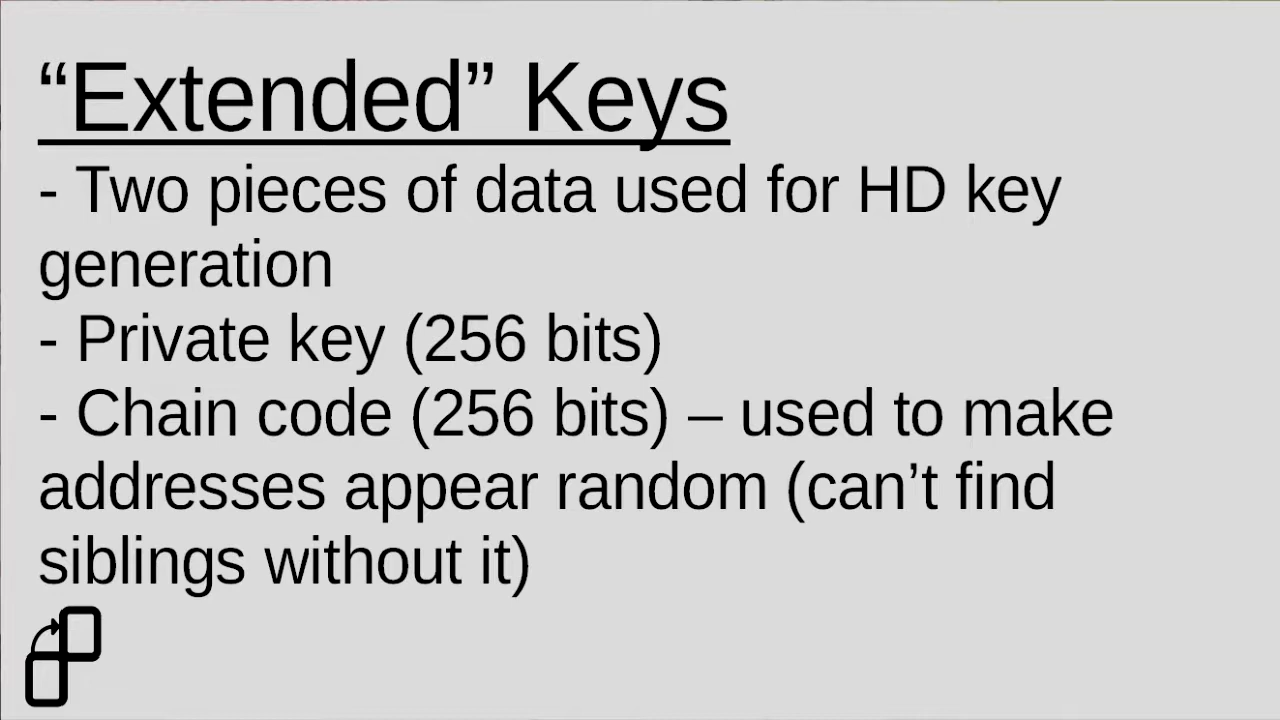 “Extended” Keys
- Two pieces of data used for HD key
generation
- Private key (256 bits)
- Chain code (256 bits) – used to make
addresses appear random (can’t find
siblings without it)